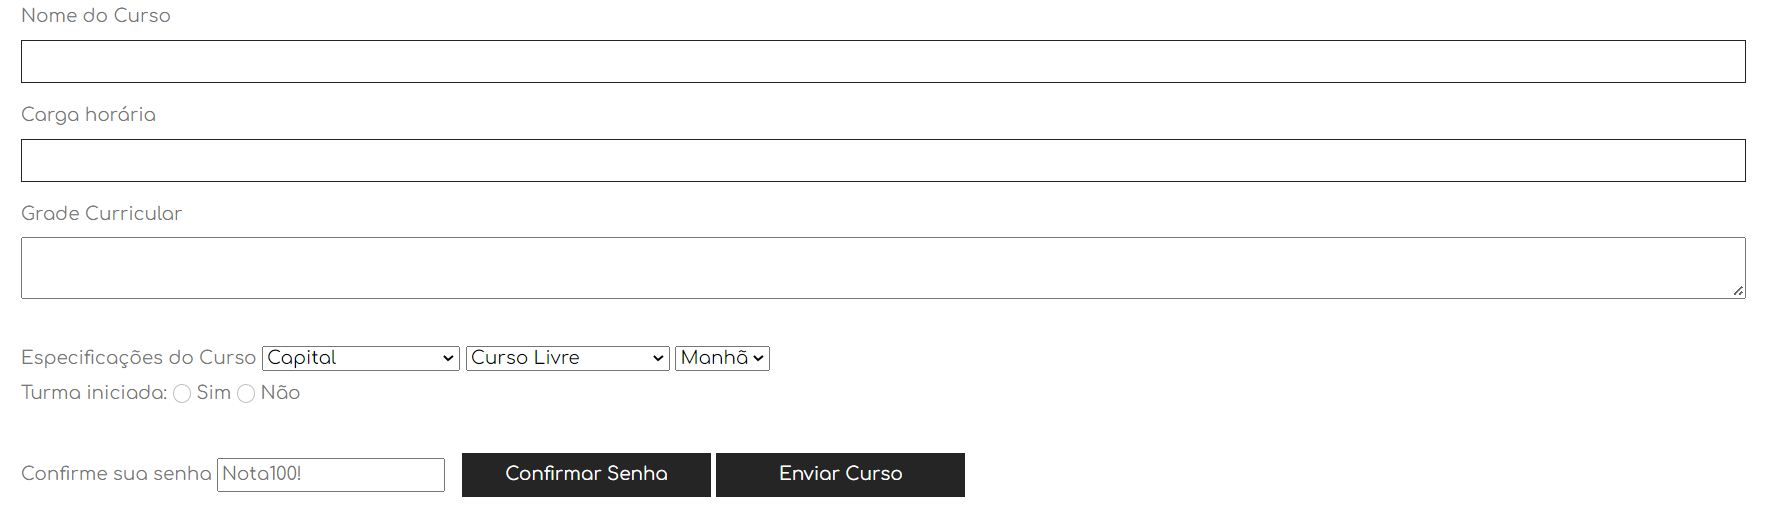 Nome do Curso
Carga horária
Grade Curricular
Especificações do Curso Capital Curso Livre Manhã
Turma iniciada: Sim Não
Confirme sua senha Nota100! Confirmar Senha Enviar Curso